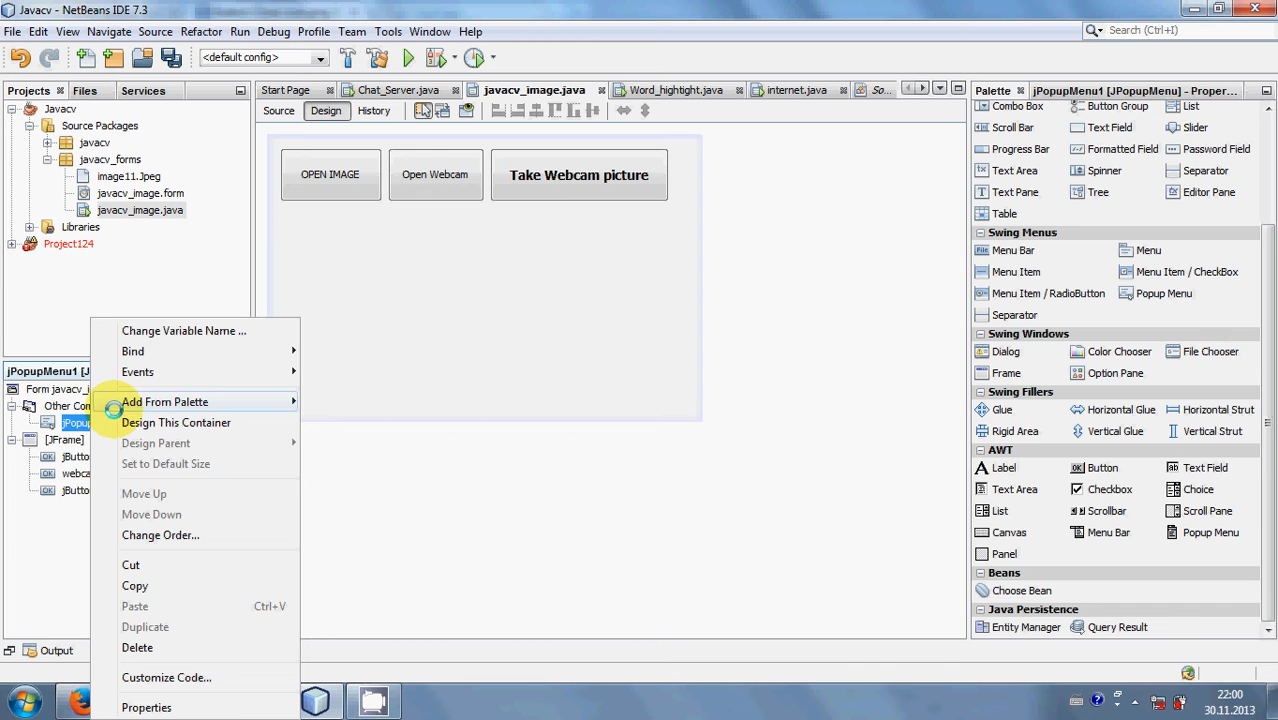 Javacv - NetBeans IDE 7.3
File Edit View Navigate Source Refactor Run Debug Profile Team Tools Window Help
Search (Ctrl+I)
<default config>
Projects Files Services
Javacv
Source Packages
javacv
javacv_forms
image11.Jpeg
javacv_image.form
javacv_image.java
Libraries
Project124
Start Page Chat_Server.java javacv_image.java Word_hightight.java internet.java So...
Source Design History
OPEN IMAGE Open Webcam Take Webcam picture
jPopupMenu1 [J
Form javacv_i
Other Com
jPopup
[JFrame]
jButto
webca
jButto
Change Variable Name ...
Bind
Events
Add From Palette
Design This Container
Design Parent
Set to Default Size
Move Up
Move Down
Change Order...
Cut
Copy
Paste Ctrl+V
Duplicate
Delete
Customize Code...
Properties
Palette jPopupMenu1 [JPopupMenu] - Proper...
Combo Box Button Group List
Scroll Bar Text Field Slider
Progress Bar Formatted Field Password Field
Text Area Spinner Separator
Text Pane Tree Editor Pane
Table
Swing Menus
Menu Bar Menu
Menu Item Menu Item / CheckBox
Menu Item / RadioButton Popup Menu
Separator
Swing Windows
Dialog Color Chooser File Chooser
Frame Option Pane
Swing Fillers
Glue Horizontal Glue Horizontal Strut
Rigid Area Vertical Glue Vertical Strut
AWT
Label Button Text Field
Text Area Checkbox Choice
List Scrollbar Scroll Pane
Canvas Menu Bar Popup Menu
Panel
Beans
Choose Bean
Java Persistence
Entity Manager Query Result
Output
22:00
30.11.2013